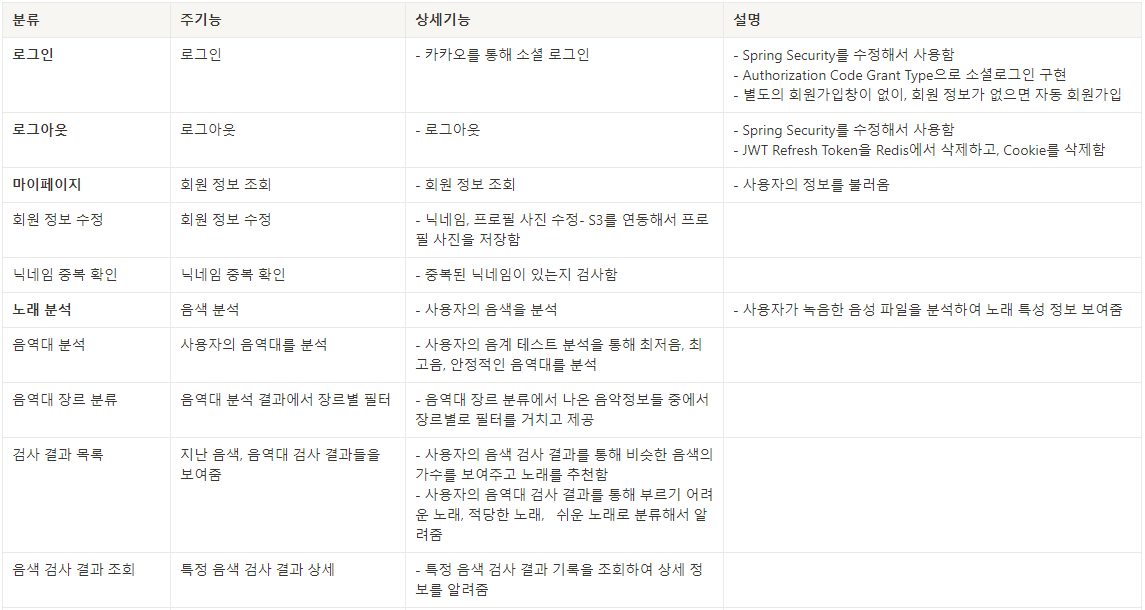 분류 주기능 상세기능 설명
로그인 로그인 - 카카오를 통해 소셜 로그인 - Spring Security를 수정해서 사용함
- Authorization Code Grant Type으로 소셜로그인 구현
- 별도의 회원가입창이 없이, 회원 정보가 없으면 자동 회원가입
로그아웃 로그아웃 - 로그아웃 - Spring Security를 수정해서 사용함
- JWT Refresh Token을 Redis에서 삭제하고, Cookie를 삭제함
마이페이지 회원 정보 조회 - 회원 정보 조회 - 사용자의 정보를 불러옴
회원 정보 수정 회원 정보 수정 - 닉네임, 프로필 사진 수정- S3를 연동해서 프로
필 사진을 저장함
닉네임 중복 확인 닉네임 중복 확인 - 중복된 닉네임이 있는지 검사함
노래 분석 음색 분석 - 사용자의 음색을 분석 - 사용자가 녹음한 음성 파일을 분석하여 노래 특성 정보 보여줌
음역대 분석 사용자의 음역대를 분석 - 사용자의 음계 테스트 분석을 통해 최저음, 최
고음, 안정적인 음역대를 분석
음역대 장르 분류 음역대 분석 결과에서 장르별 필터 - 음역대 장르 분류에서 나온 음악정보들 중에서
장르별로 필터를 거치고 제공
검사 결과 목록 지난 음색, 음역대 검사 결과들을 - 사용자의 음색 검사 결과를 통해 비슷한 음색의
보여줌 가수를 보여주고 노래를 추천함
- 사용자의 음역대 검사 결과를 통해 부르기 어려
운 노래, 적당한 노래, 쉬운 노래로 분류해서 알
려줌
음색 검사 결과 조회 특정 음색 검사 결과 상세 - 특정 음색 검사 결과 기록을 조회하여 상세 정
보를 알려줌